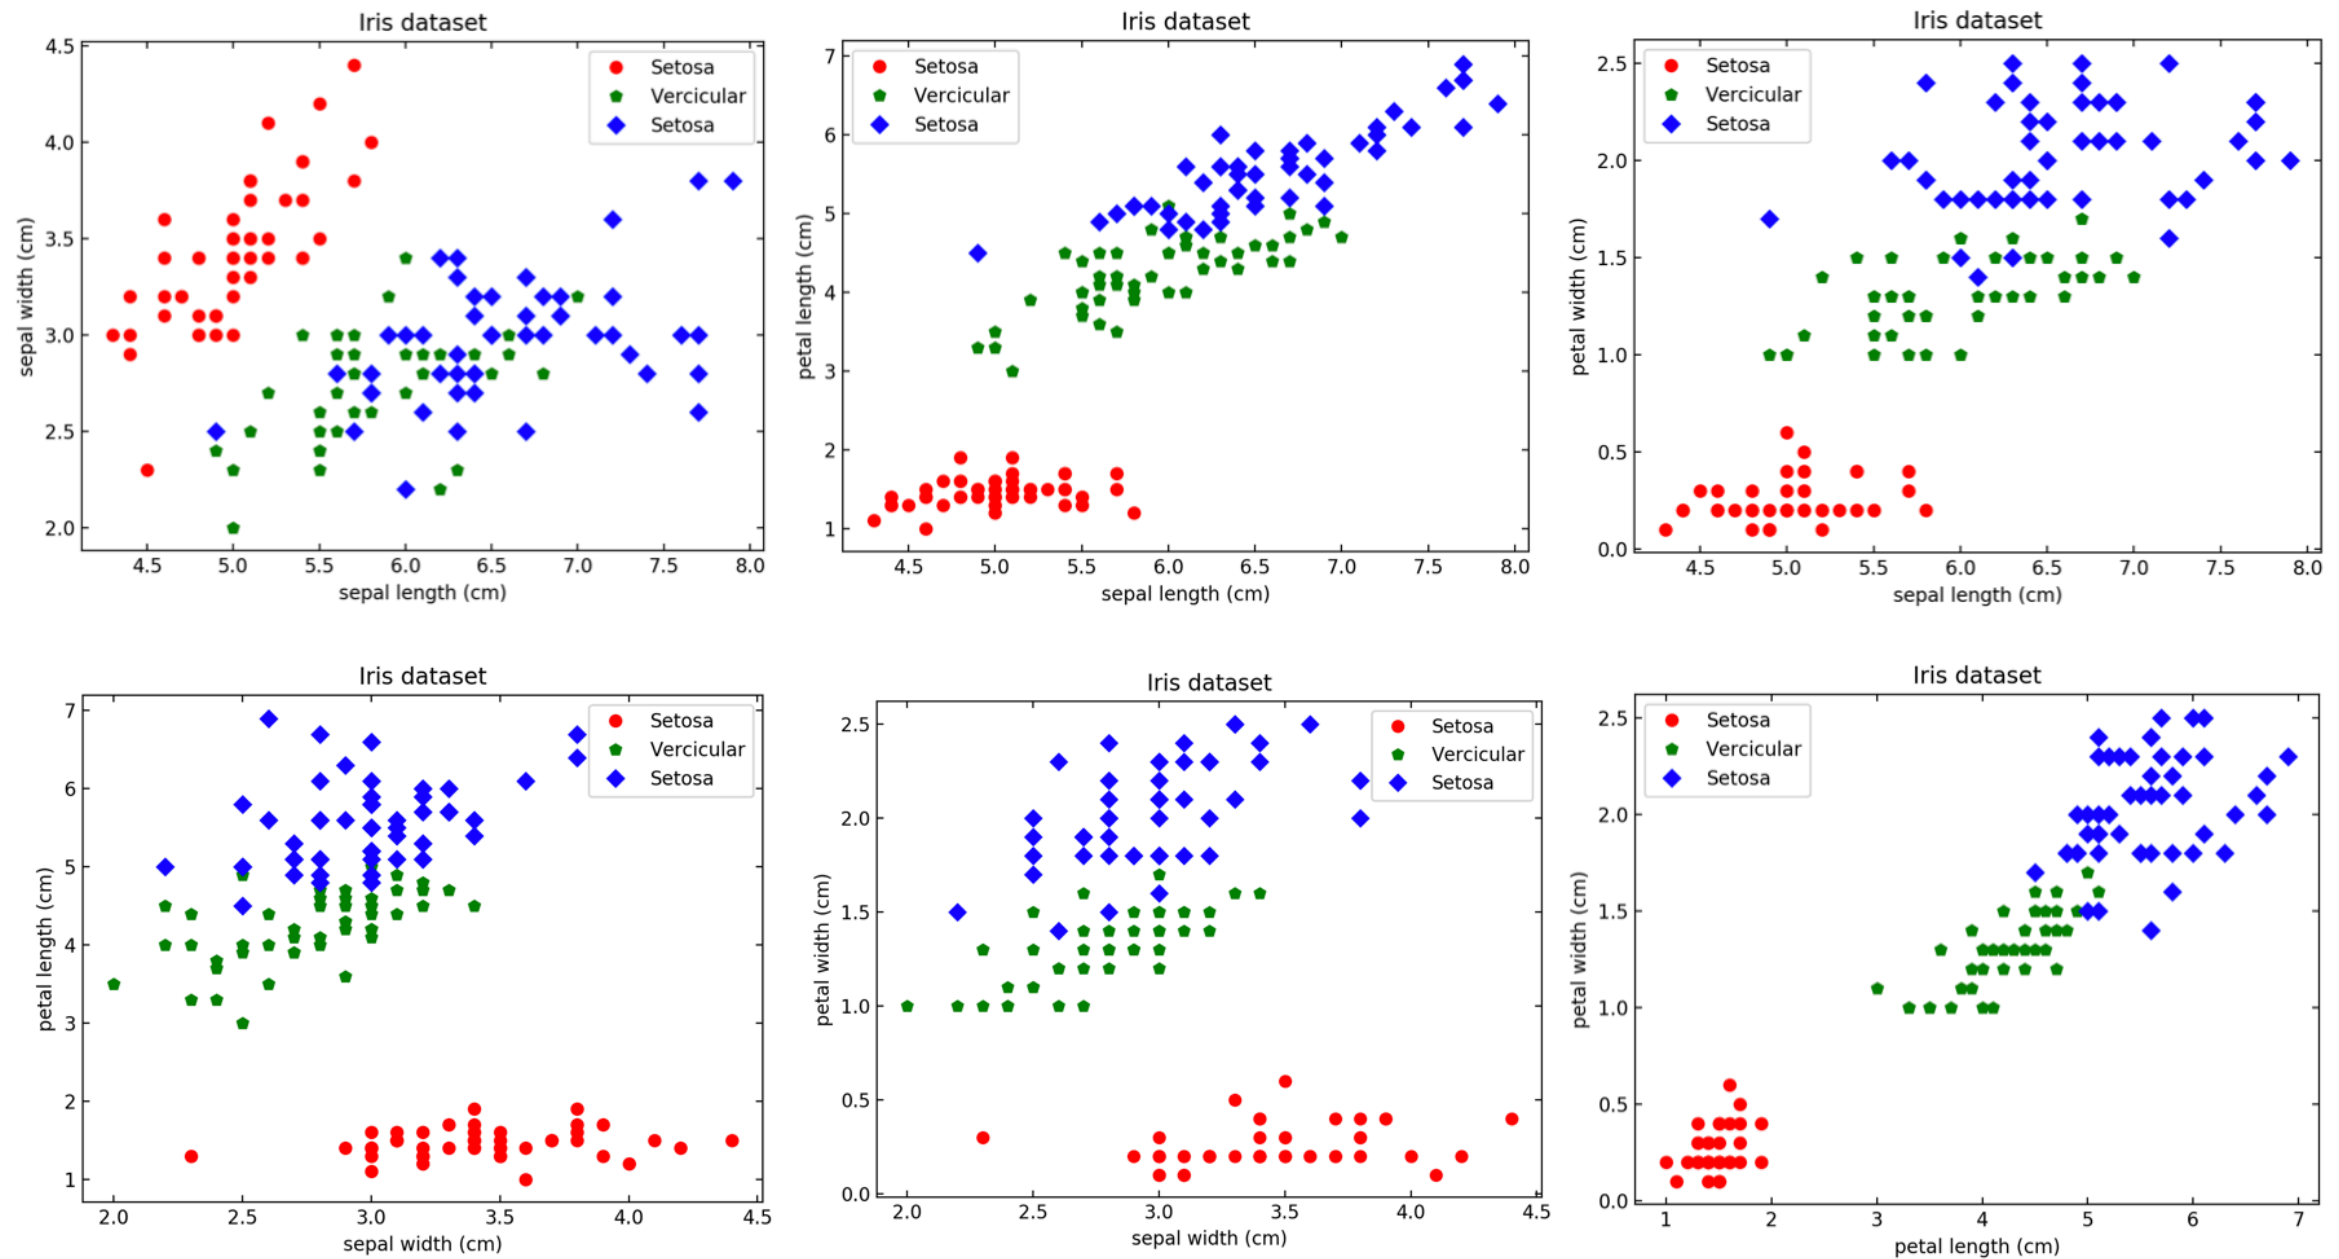 Iris dataset
4.5
4.0
3.5
3.0
2.5
2.0
sepal width (cm)
Setosa
Vercicular
Setosa
4.5 5.0 5.5 6.0 6.5 7.0 7.5 8.0
sepal length (cm)
Iris dataset
7
6
5
4
3
2
1
petal length (cm)
Setosa
Vercicular
Setosa
4.5 5.0 5.5 6.0 6.5 7.0 7.5 8.0
sepal length (cm)
Iris dataset
2.5
2.0
1.5
1.0
0.5
0.0
petal width (cm)
Setosa
Vercicular
Setosa
4.5 5.0 5.5 6.0 6.5 7.0 7.5 8.0
sepal length (cm)
Iris dataset
7
6
5
4
3
2
1
petal length (cm)
Setosa
Vercicular
Setosa
2.0 2.5 3.0 3.5 4.0 4.5
sepal width (cm)
Iris dataset
2.5
2.0
1.5
1.0
0.5
0.0
petal width (cm)
Setosa
Vercicular
Setosa
2.0 2.5 3.0 3.5 4.0 4.5
sepal width (cm)
Iris dataset
2.5
2.0
1.5
1.0
0.5
0.0
petal width (cm)
Setosa
Vercicular
Setosa
1 2 3 4 5 6 7
petal length (cm)